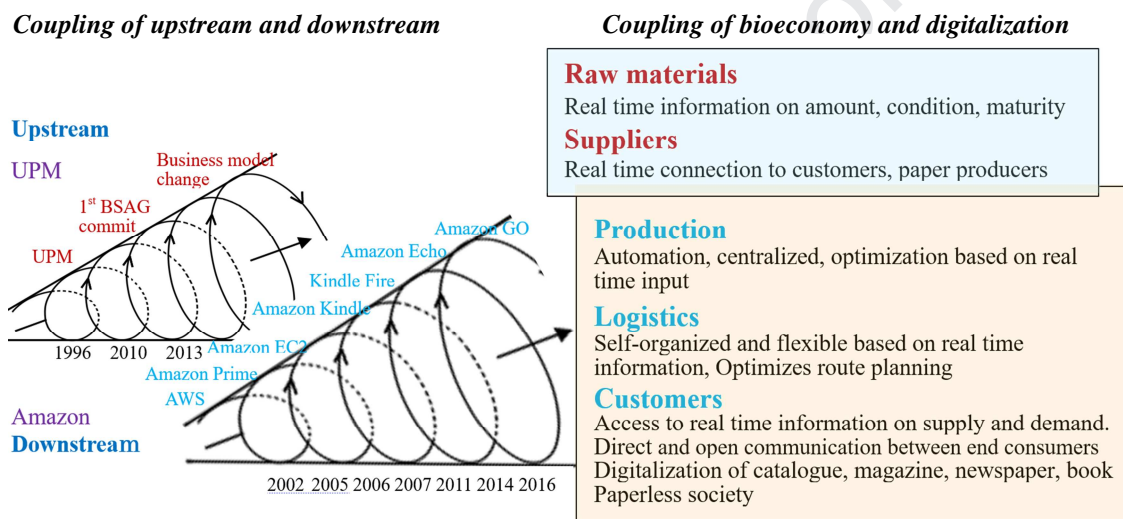 Coupling of upstream and downstream
Upstream
UPM
Business model
change
1st BSAG
commit
UPM
1996 2010 2013
Amazon GO
Amazon Echo
Kindle Fire
Amazon Kindle
Amazon EC2
Amazon Prime
AWS
Amazon
Downstream
2002 2005 2006 2007 2011 2014 2016
Coupling of bioeconomy and digitalization
Raw materials
Real time information on amount, condition, maturity
Suppliers
Real time connection to customers, paper producers
Production
Automation, centralized, optimization based on real
time input
Logistics
Self-organized and flexible based on real time
information, Optimizes route planning
Customers
Access to real time information on supply and demand.
Direct and open communication between end consumers
Digitalization of catalogue, magazine, newspaper, book
Paperless society